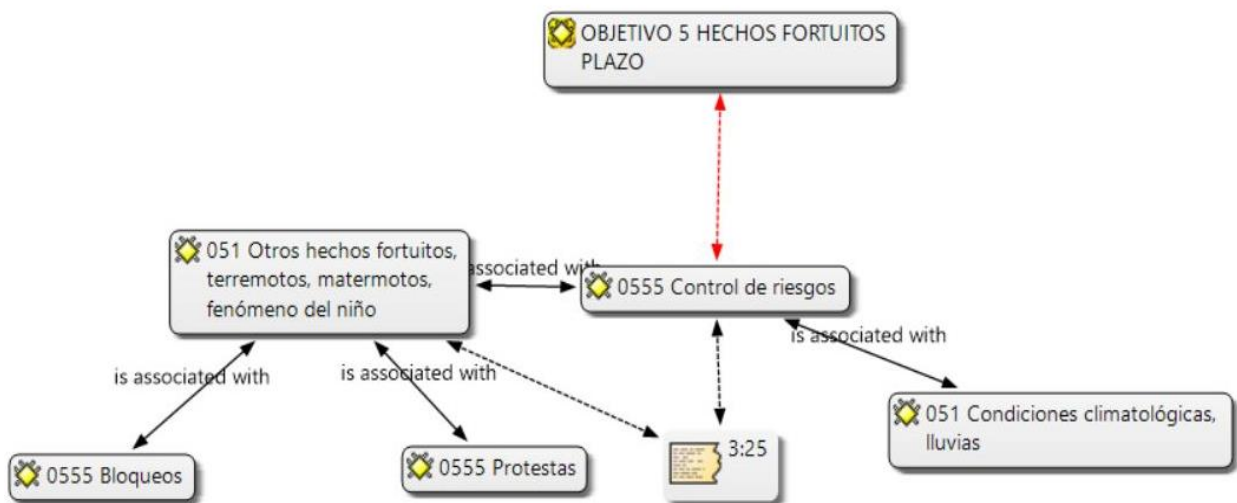 OBJETIVO 5 HECHOS FORTUITOS
PLAZO
051 Otros hechos fortuitos,
terremotos, matermotos,
fenómeno del niño
associated with
0555 Control de riesgos
is associated with
is associated with
is associated with
051 Condiciones climatológicas,
lluvias
0555 Bloqueos
0555 Protestas
3:25